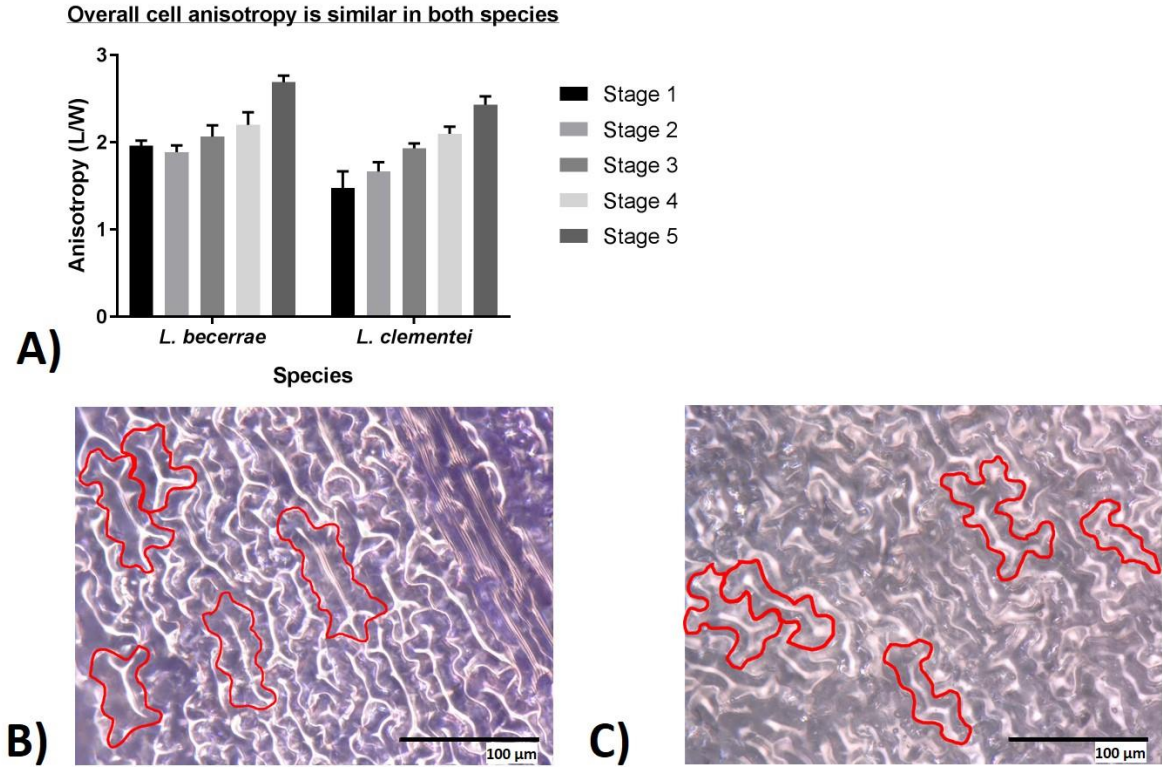 Overall cell anisotropy is similar in both species
Anisotropy (L/W)
3
2
1
0
L. becerrae
L. clementei
Species
Stage 1
Stage 2
Stage 3
Stage 4
Stage 5
A)
B)
100 µm
C)
100 µm